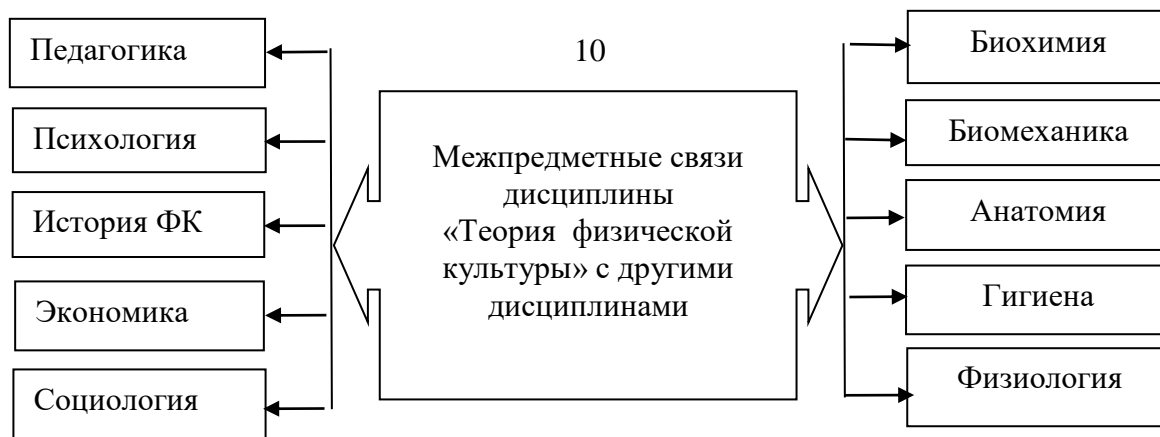 10
Педагогика
Психология
История ФК
Экономика
Социология
Межпредметные связи
дисциплины
«Теория физической
культуры» с другими
дисциплинами
Биохимия
Биомеханика
Анатомия
Гигиена
Физиология